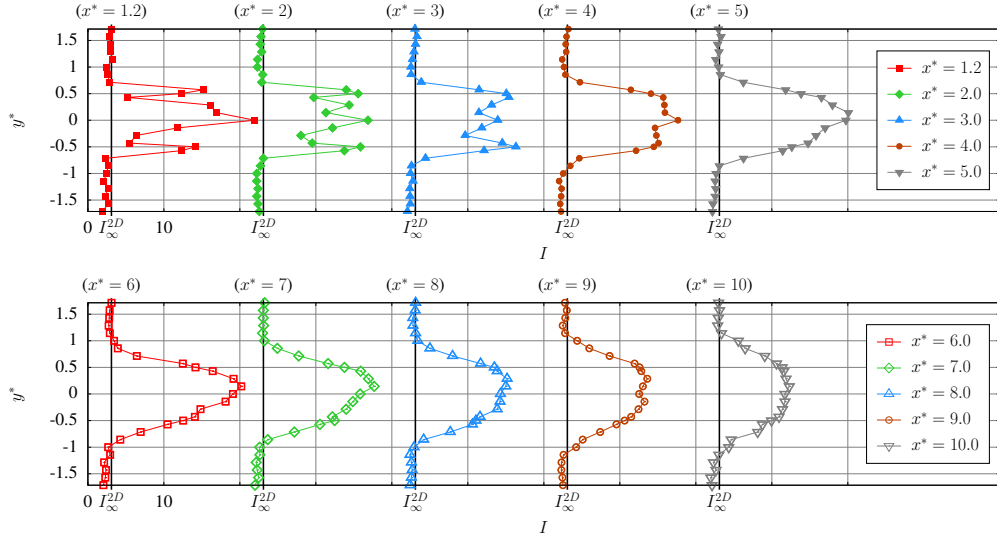 (x* = 1.2) (x* = 2) (x* = 3) (x* = 4) (x* = 5)
1.5
1
0.5
0
-0.5
-1
-1.5
y*
x* = 1.2
x* = 2.0
x* = 3.0
x* = 4.0
x* = 5.0
0 I∞^2D 10 I∞^2D I∞^2D I∞^2D I∞^2D
I
(x* = 6) (x* = 7) (x* = 8) (x* = 9) (x* = 10)
1.5
1
0.5
0
-0.5
-1
-1.5
y*
x* = 6.0
x* = 7.0
x* = 8.0
x* = 9.0
x* = 10.0
0 I∞^2D 10 I∞^2D I∞^2D I∞^2D I∞^2D
I